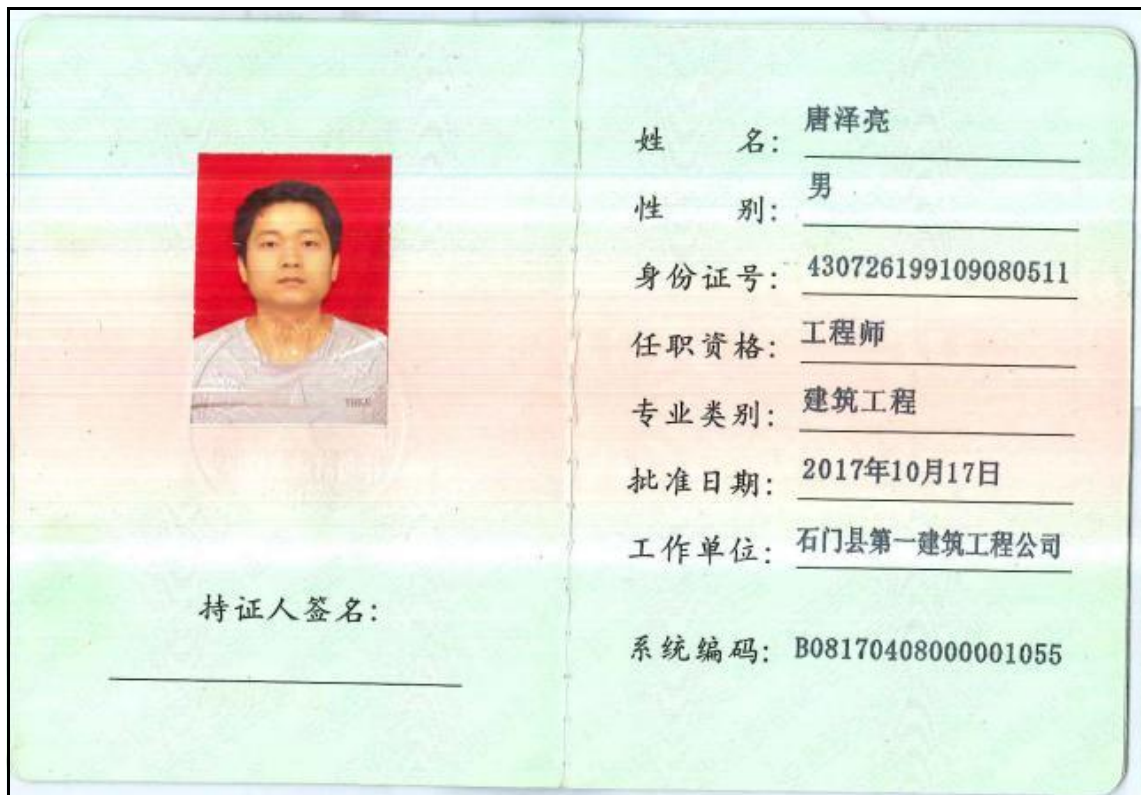 持证人签名:
姓 名: 唐泽亮
性 别: 男
身份证号: 430726199109080511
任职资格: 工程师
专业类别: 建筑工程
批准日期: 2017年10月17日
工作单位: 石门县第一建筑工程公司
系统编码: B08170408000001055